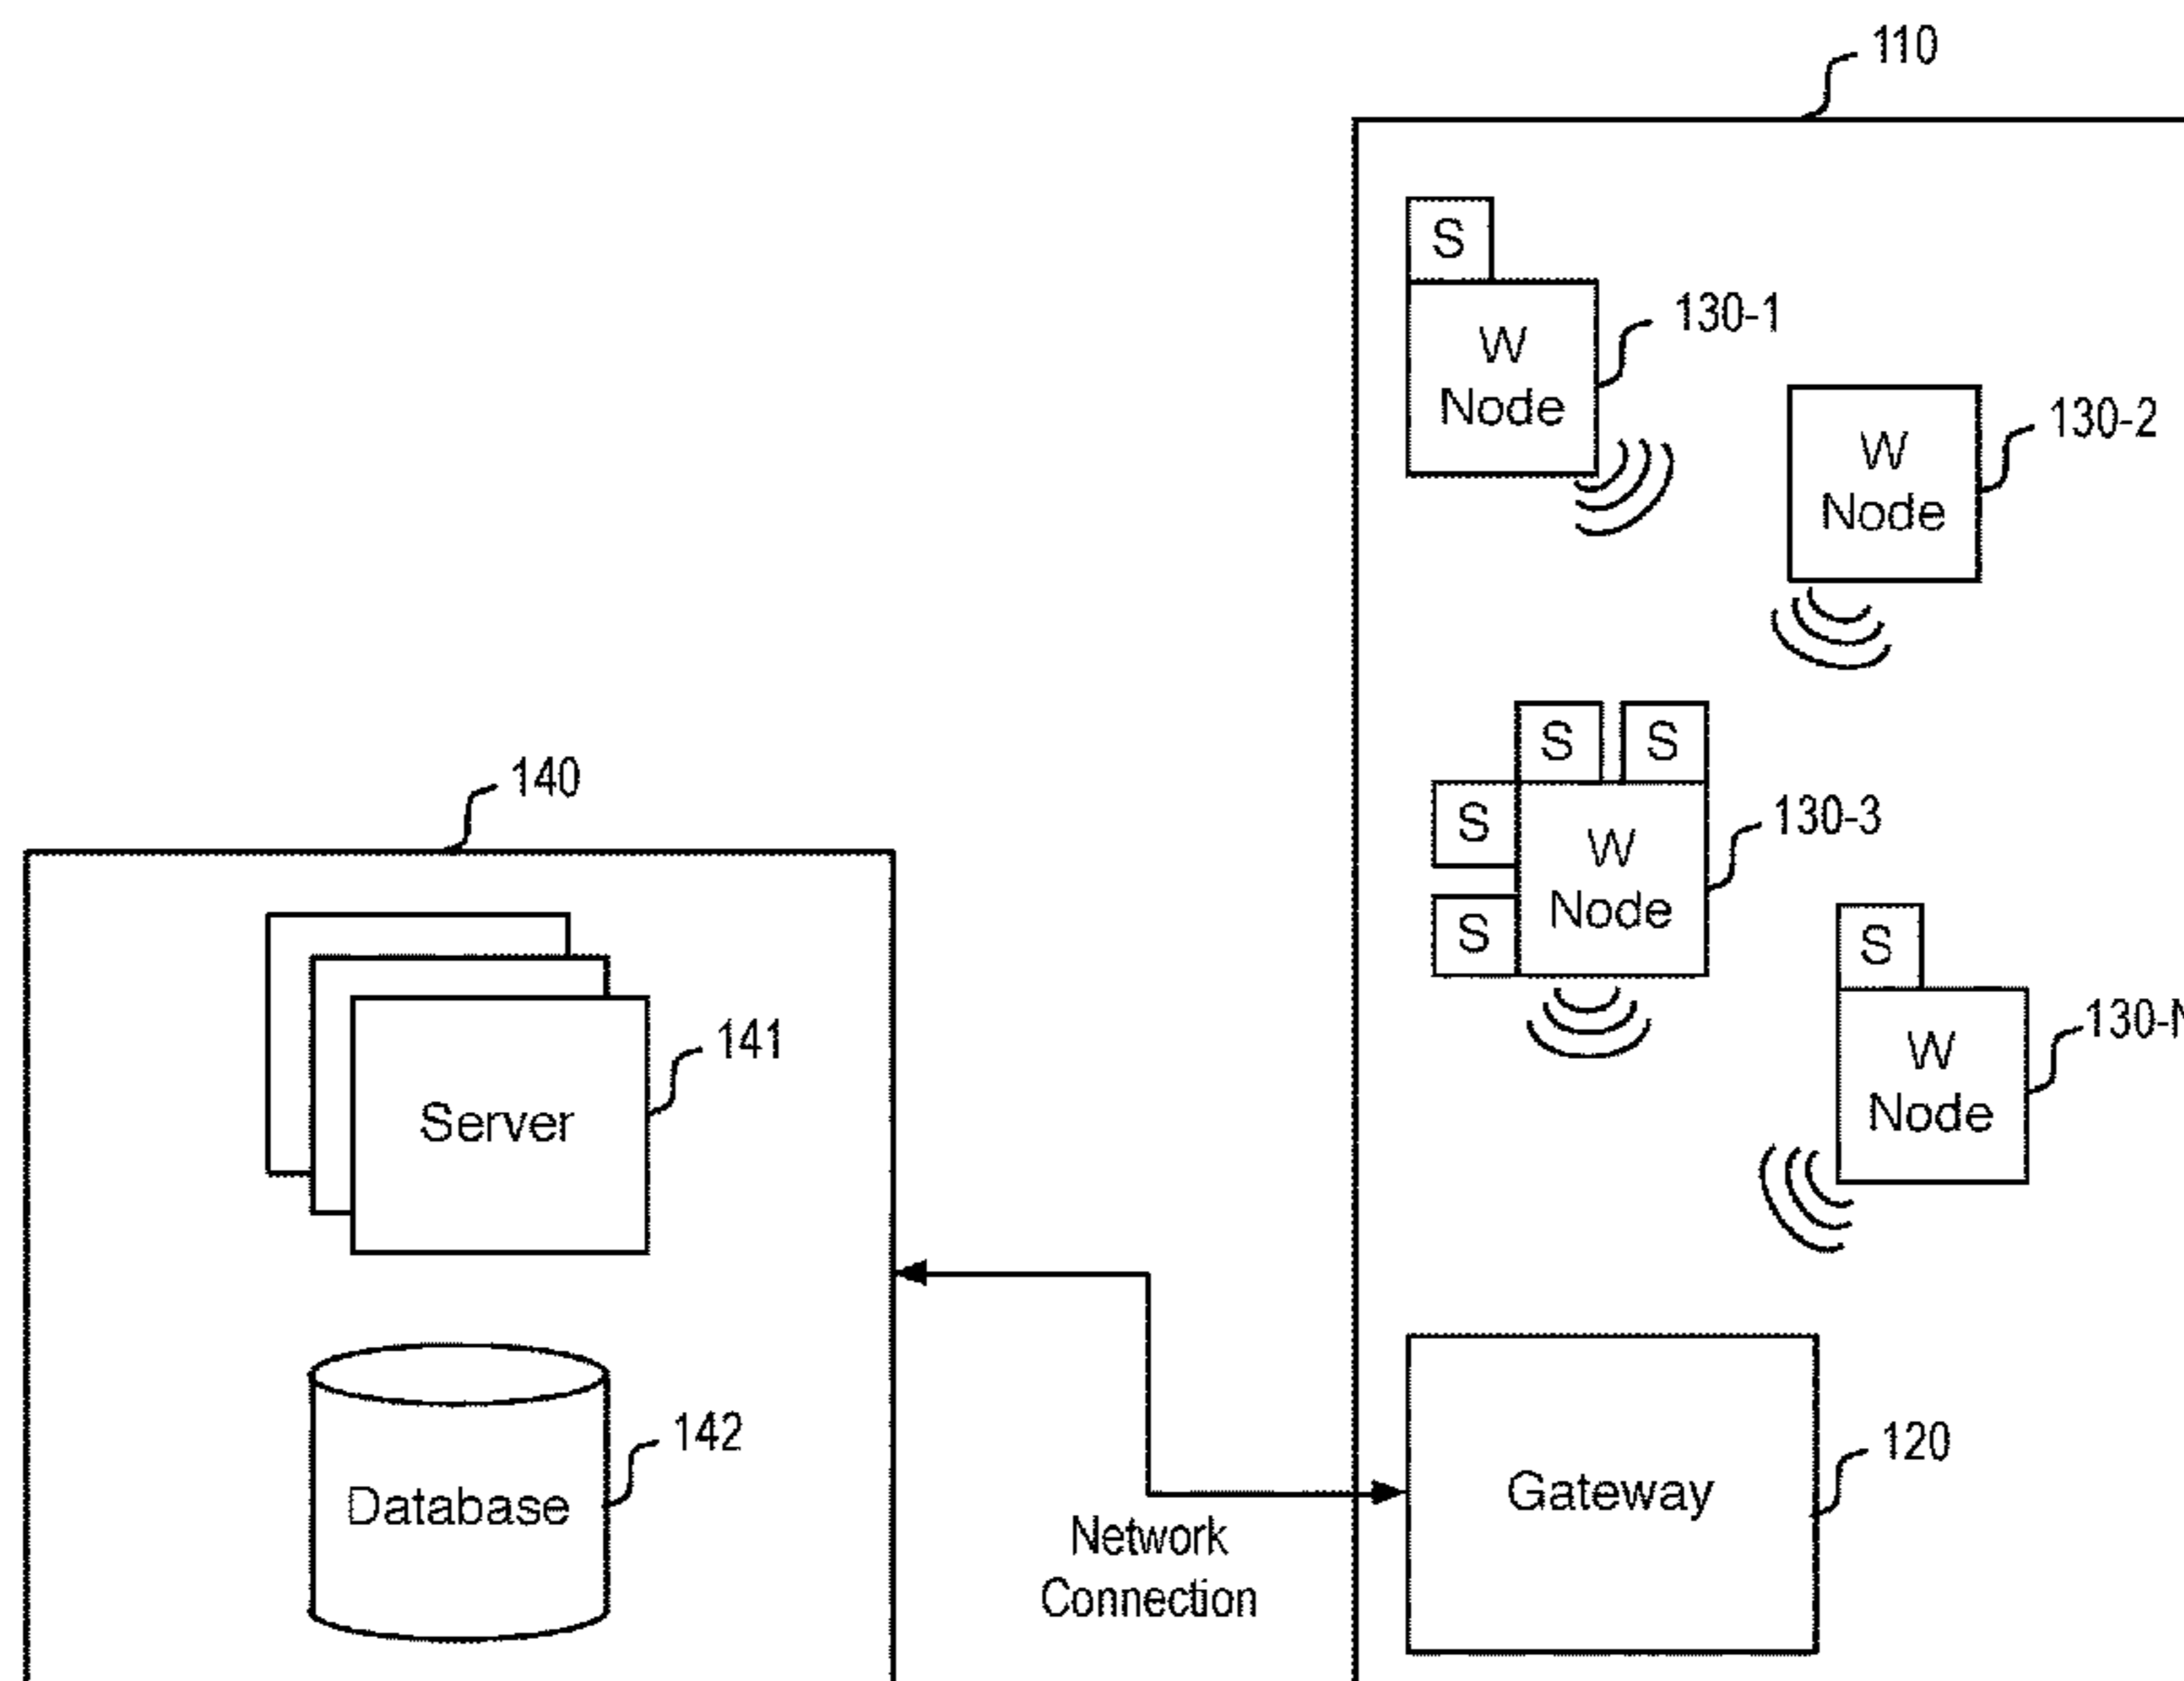 110
S
130-1
W
Node
130-2
W
Node
S S
140
S
130-3
W
Node
S
S
141
130-N
W
Node
Server
142
120
Database
Gateway
Network
Connection